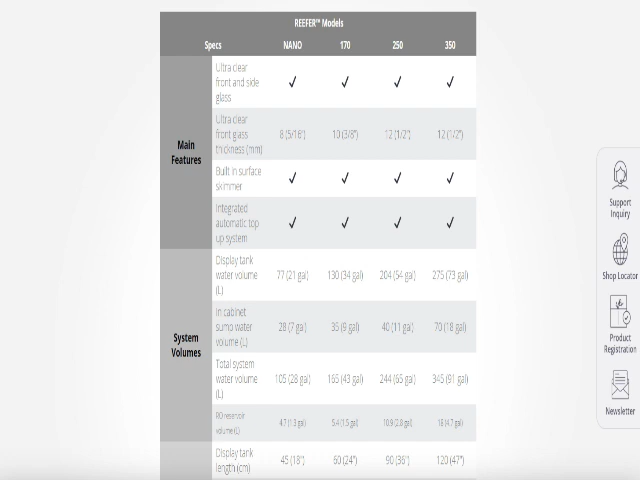 REEFER™ Models
Specs NANO 170 250 350
Main Features
Ultra clear front and side glass ✓ ✓ ✓ ✓
Ultra clear front glass thickness (mm) 8 (5/16") 10 (3/8") 12 (1/2") 12 (1/2")
Built in surface skimmer ✓ ✓ ✓ ✓
Integrated automatic top up system ✓ ✓ ✓ ✓
System Volumes
Display tank water volume (L) 77 (21 gal) 130 (34 gal) 204 (54 gal) 275 (73 gal)
In cabinet sump water volume (L) 28 (7 gal) 35 (9 gal) 40 (11 gal) 70 (18 gal)
Total system water volume (L) 105 (28 gal) 165 (43 gal) 244 (65 gal) 345 (91 gal)
RO reservoir volume (L) 4.7 (1.3 gal) 5.4 (1.5 gal) 10.9 (2.8 gal) 18 (4.7 gal)
Display tank length (cm) 45 (18") 60 (24") 90 (36") 120 (47")
Support Inquiry
Shop Locator
Product Registration
Newsletter